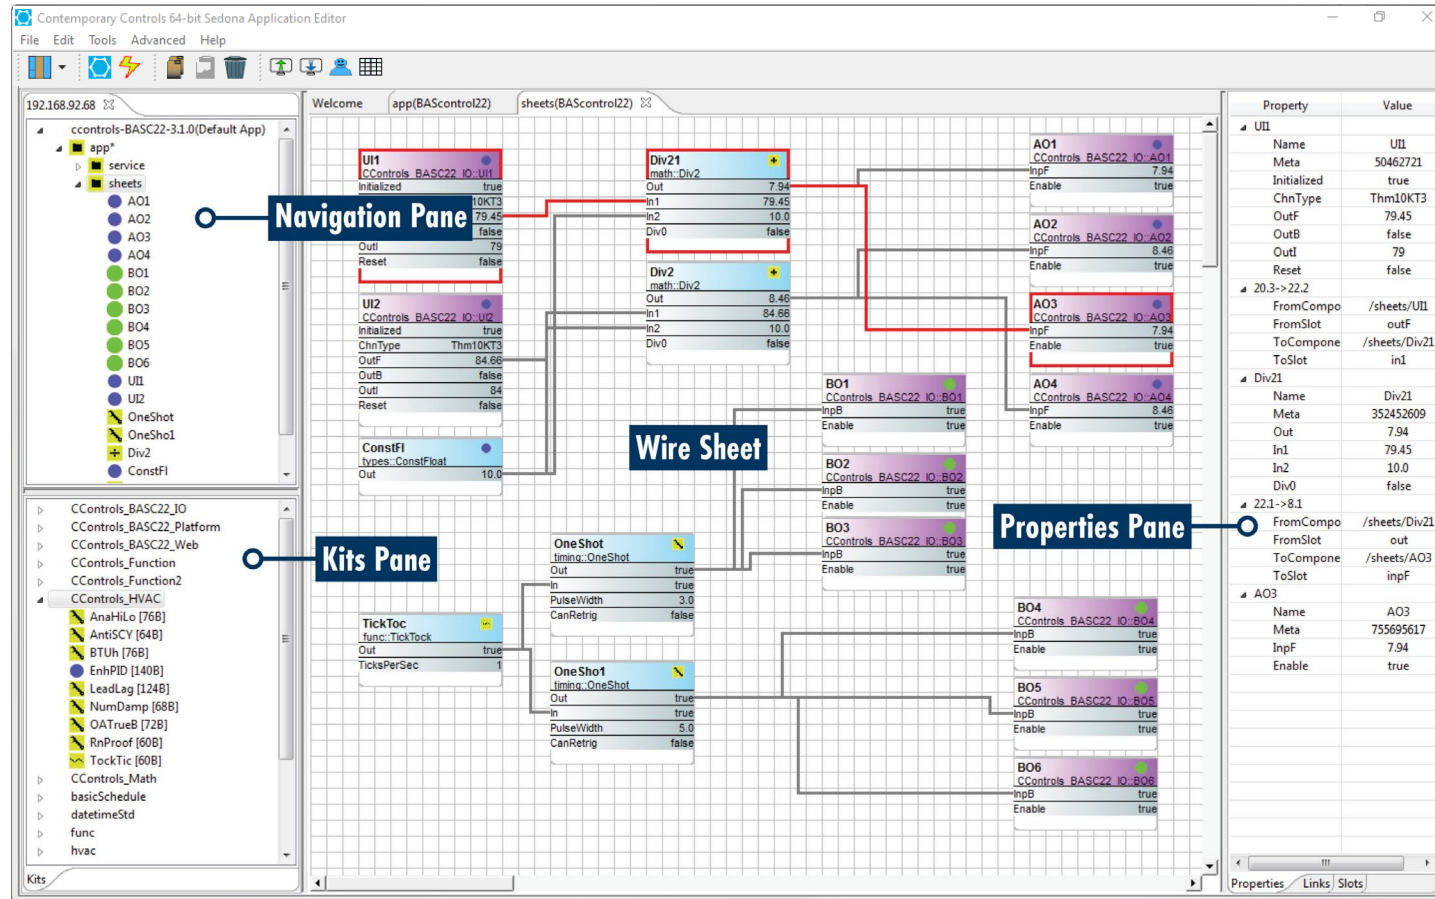 Contemporary Controls 64-bit Sedona Application Editor
File Edit Tools Advanced Help
192.168.92.68
ccontrols-BASC22-3.1.0(Default App)
app*
service
sheets
AO1
AO2
AO3
AO4
BO1
BO2
BO3
BO4
BO5
BO6
UI1
UI2
OneShot
OneSho1
Div2
ConstFl
Navigation Pane
CControls_BASC22_IO
CControls_BASC22_Platform
CControls_BASC22_Web
CControls_Function
CControls_Function2
CControls_HVAC
AnaHiLo [76B]
AntiSCY [64B]
BTUh [76B]
EnhPID [140B]
LeadLag [124B]
NumDamp [68B]
OATrueB [72B]
RnProof [60B]
TockTic [60B]
CControls_Math
basicSchedule
datetimeStd
func
hvac
Kits
Kits Pane
Welcome app(BAScontrol22) sheets(BAScontrol22)
UI1
CControls_BASC22_IO::UI1
Initialized true
m10KT3
79.45
false
OutI 79
Reset false
UI2
CControls_BASC22_IO::UI2
Initialized true
ChnType Thm10KT3
OutF 84.66
OutB false
OutI 84
Reset false
ConstFl
types::ConstFloat
Out 10.0
TickToc
func::TickTock
Out true
TicksPerSec 1
Div21
math::Div2
Out 7.94
In1 79.45
In2 10.0
Div0 false
Div2
math::Div2
Out 8.46
In1 84.66
In2 10.0
Div0 false
Wire Sheet
OneShot
timing::OneShot
Out true
In true
PulseWidth 3.0
CanRetrig false
OneSho1
timing::OneShot
Out true
In true
PulseWidth 5.0
CanRetrig false
BO1
CControls_BASC22_IO::BO1
InpB true
Enable true
BO2
CControls_BASC22_IO::BO2
InpB true
Enable true
BO3
CControls_BASC22_IO::BO3
InpB true
Enable true
AO1
CControls_BASC22_IO::AO1
InpF 7.94
Enable true
AO2
CControls_BASC22_IO::AO2
InpF 8.46
Enable true
AO3
CControls_BASC22_IO::AO3
InpF 7.94
Enable true
AO4
CControls_BASC22_IO::AO4
InpF 8.46
Enable true
BO4
CControls_BASC22_IO::BO4
InpB true
Enable true
BO5
CControls_BASC22_IO::BO5
InpB true
Enable true
BO6
CControls_BASC22_IO::BO6
InpB true
Enable true
Properties Pane
Property Value
UI1
Name UI1
Meta 50462721
Initialized true
ChnType Thm10KT3
OutF 79.45
OutB false
OutI 79
Reset false
20.3->22.2
FromCompo /sheets/UI1
FromSlot outF
ToCompone /sheets/Div21
ToSlot in1
Div21
Name Div21
Meta 352452609
Out 7.94
In1 79.45
In2 10.0
Div0 false
22.1->8.1
FromCompo /sheets/Div21
FromSlot out
ToCompone /sheets/AO3
ToSlot inpF
AO3
Name AO3
Meta 755695617
InpF 7.94
Enable true
Properties Links Slots